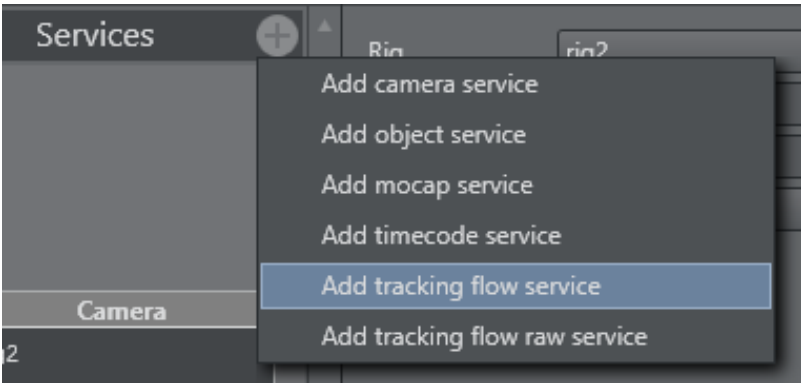 Services
Rig rig2
Add camera service
Add object service
Add mocap service
Add timecode service
Add tracking flow service
Camera
Add tracking flow raw service